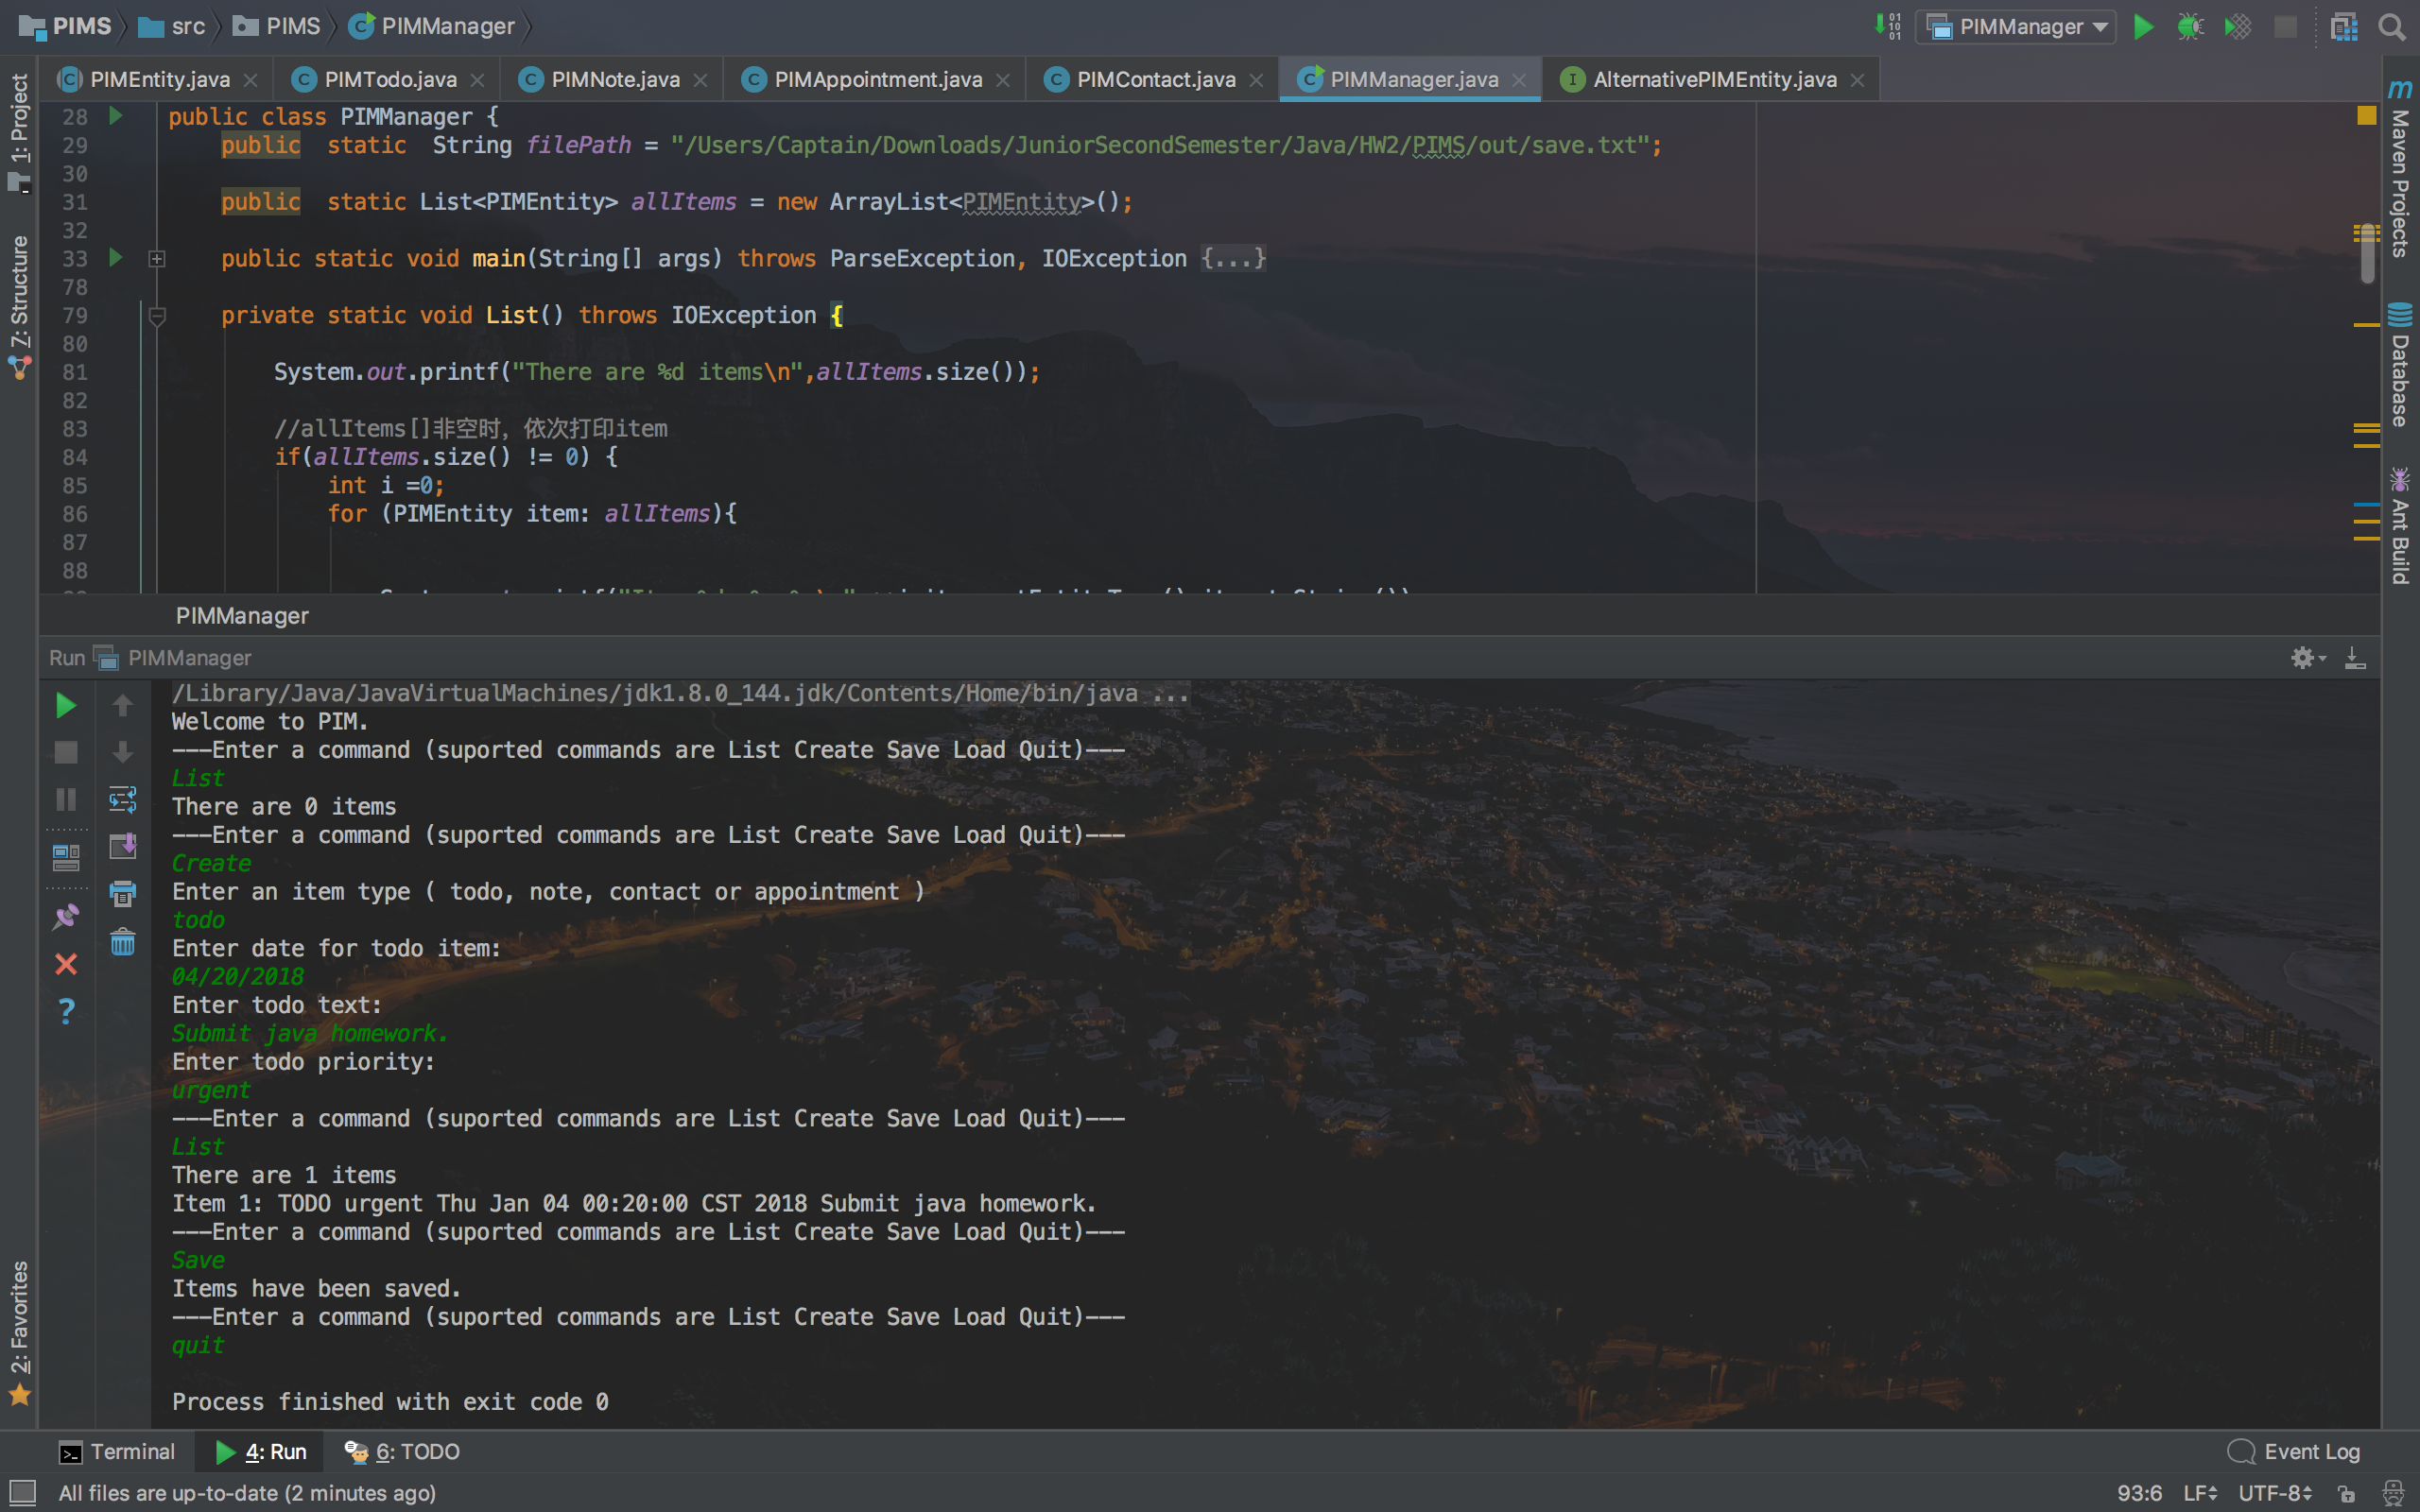 PIMS src PIMS PIMManager
PIMManager
PIMEntity.java PIMTodo.java PIMNote.java PIMAppointment.java PIMContact.java PIMManager.java AlternativePIMEntity.java
1: Project
Z: Structure
2: Favorites
Maven Projects
Database
Ant Build
28 public class PIMManager {
29 public static String filePath = "/Users/Captain/Downloads/JuniorSecondSemester/Java/HW2/PIMS/out/save.txt";
30
31 public static List<PIMEntity> allItems = new ArrayList<PIMEntity>();
32
33 public static void main(String[] args) throws ParseException, IOException {...}
78
79 private static void List() throws IOException {
80
81 System.out.printf("There are %d items\n",allItems.size());
82
83 //allItems[]非空时，依次打印item
84 if(allItems.size() != 0) {
85 int i =0;
86 for (PIMEntity item: allItems){
87
88
PIMManager
Run PIMManager
/Library/Java/JavaVirtualMachines/jdk1.8.0_144.jdk/Contents/Home/bin/java ...
Welcome to PIM.
---Enter a command (suported commands are List Create Save Load Quit)---
List
There are 0 items
---Enter a command (suported commands are List Create Save Load Quit)---
Create
Enter an item type ( todo, note, contact or appointment )
todo
Enter date for todo item:
04/20/2018
Enter todo text:
Submit java homework.
Enter todo priority:
urgent
---Enter a command (suported commands are List Create Save Load Quit)---
List
There are 1 items
Item 1: TODO urgent Thu Jan 04 00:20:00 CST 2018 Submit java homework.
---Enter a command (suported commands are List Create Save Load Quit)---
Save
Items have been saved.
---Enter a command (suported commands are List Create Save Load Quit)---
quit
Process finished with exit code 0
Terminal 4: Run 6: TODO Event Log
All files are up-to-date (2 minutes ago) 93:6 LF UTF-8